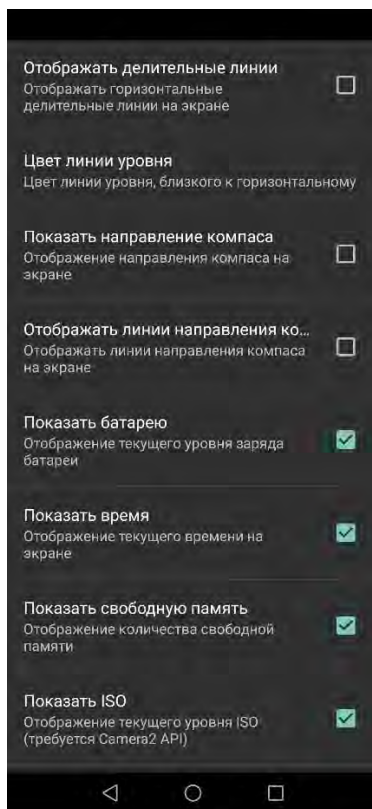 Отображать делительные линии
Отображать горизонтальные
делительные линии на экране
Цвет линии уровня
Цвет линии уровня, близкого к горизонтальному
Показать направление компаса
Отображение направления компаса на
экране
Отображать линии направления ко...
Отображать линии направления компаса
на экране
Показать батарею
Отображение текущего уровня заряда
батареи
Показать время
Отображение текущего времени на
экране
Показать свободную память
Отображение количества свободной
памяти
Показать ISO
Отображение текущего уровня ISO
(требуется Camera2 API)